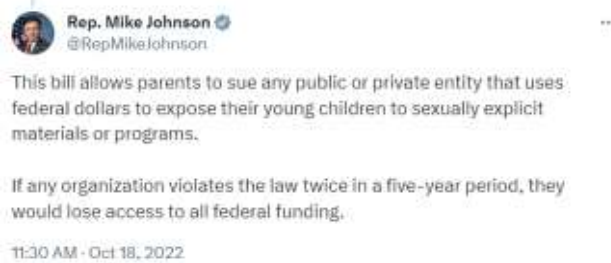 Rep. Mike Johnson
@RepMikeJohnson
This bill allows parents to sue any public or private entity that uses
federal dollars to expose their young children to sexually explicit
materials or programs.
If any organization violates the law twice in a five-year period, they
would lose access to all federal funding.
11:30 AM · Oct 18, 2022